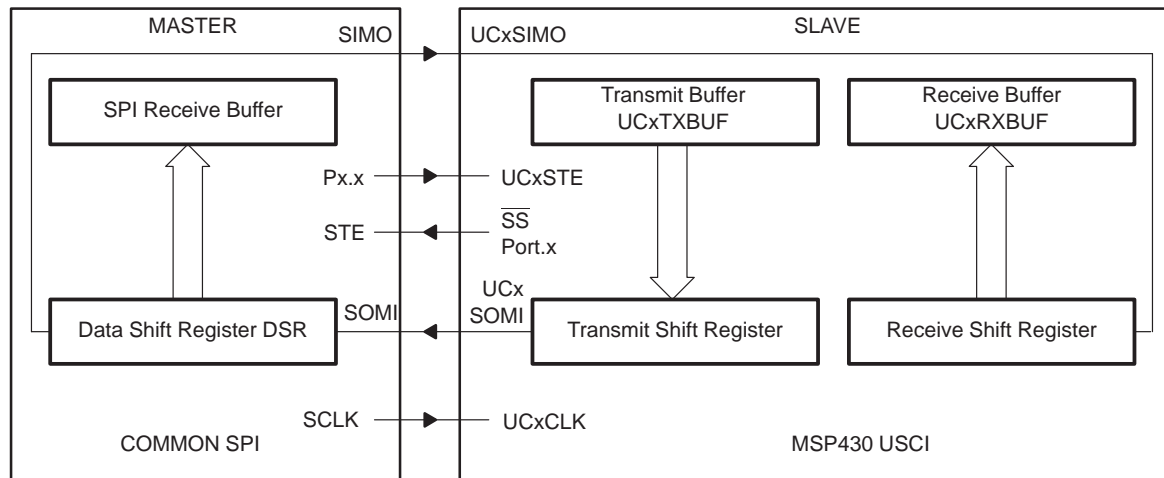 MASTER
SIMO
SPI Receive Buffer
Px.x
STE
SOMI
Data Shift Register DSR
SCLK
COMMON SPI
SLAVE
UCxSIMO
Transmit Buffer
UCxTXBUF
Receive Buffer
UCxRXBUF
UCxSTE
SS
Port.x
UCx
SOMI
Transmit Shift Register
Receive Shift Register
UCxCLK
MSP430 USCI